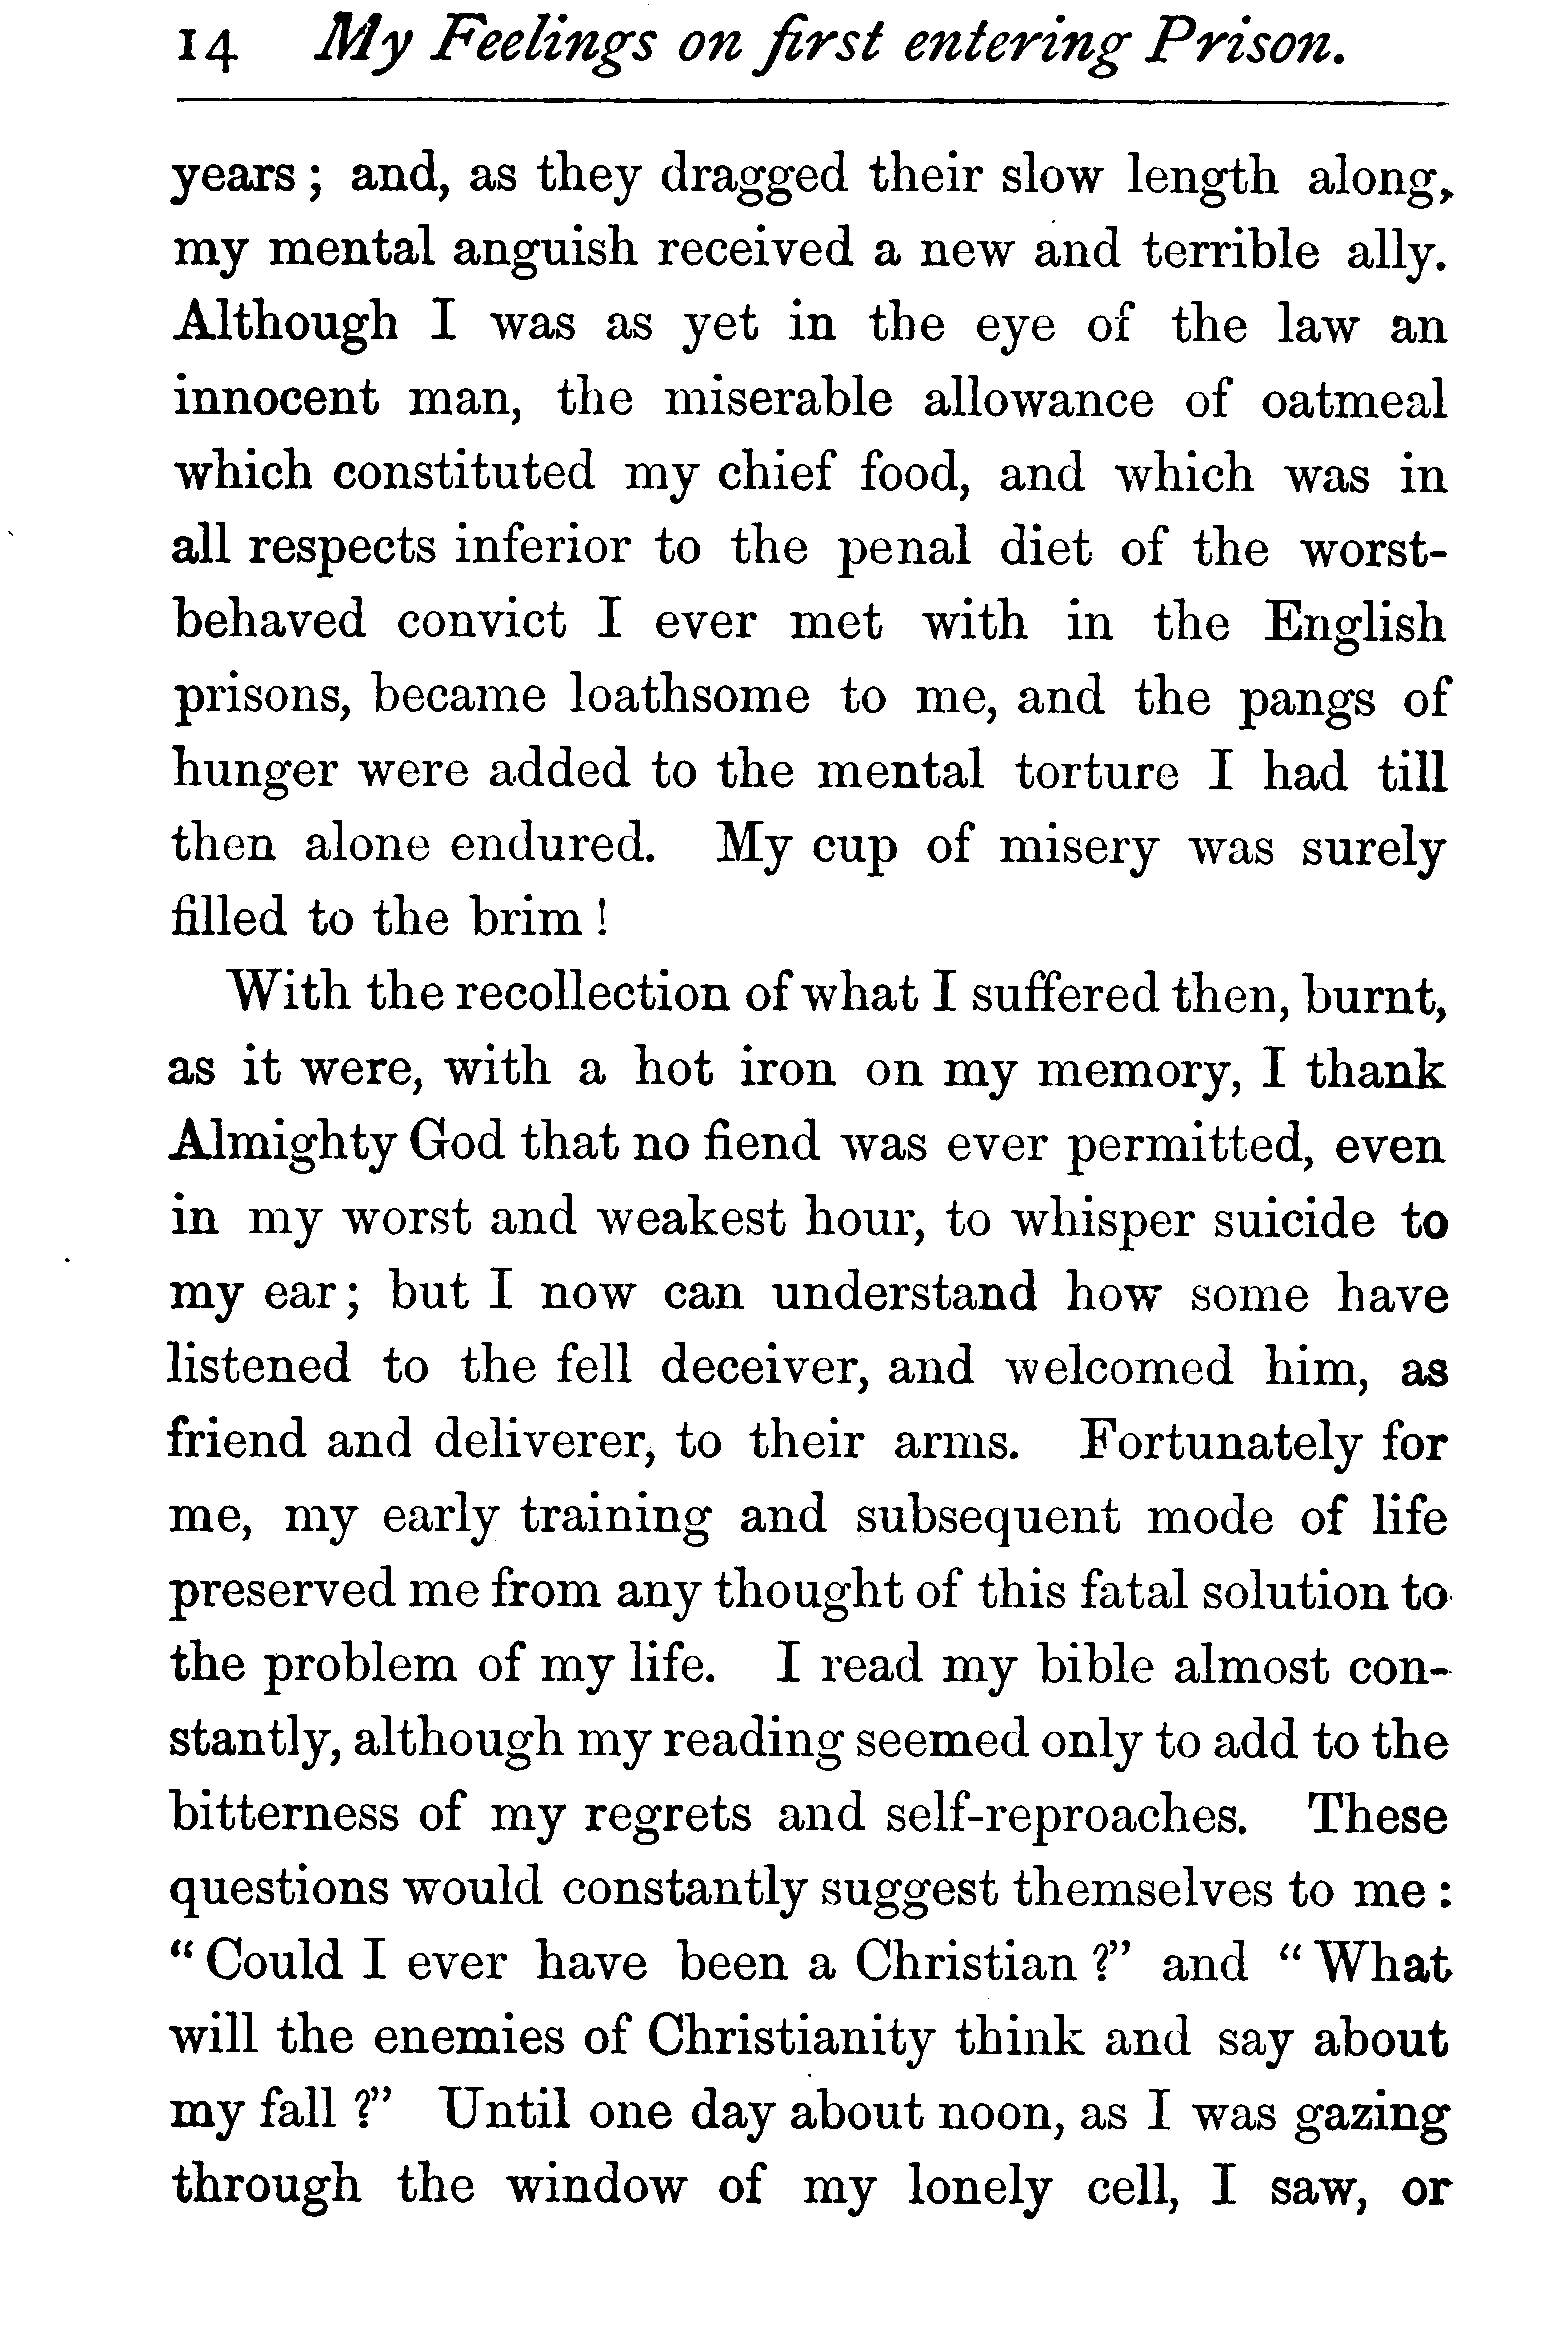 14 My Feelings on first entering Prison.
years ; and, as they dragged their slow length along,
my mental anguish received a new and terrible ally.
Although I was as yet in the eye of the law an
innocent man, the miserable allowance of oatmeal
which constituted my chief food, and which was in
all respects inferior to the penal diet of the worst-
behaved convict I ever met with in the English
prisons, became loathsome to me, and the pangs of
hunger were added to the mental torture I had till
then alone endured. My cup of misery was surely
filled to the brim !
With the recollection of what I suffered then, burnt,
as it were, with a hot iron on my memory, I thank
Almighty God that no fiend was ever permitted, even
in my worst and weakest hour, to whisper suicide to
my ear ; but I now can understand how some have
listened to the fell deceiver, and welcomed him, as
friend and deliverer, to their arms. Fortunately for
me, my early training and subsequent mode of life
preserved me from any thought of this fatal solution to
the problem of my life. I read my bible almost con-
stantly, although my reading seemed only to add to the
bitterness of my regrets and self-reproaches. These
questions would constantly suggest themselves to me :
“ Could I ever have been a Christian ?” and “ What
will the enemies of Christianity think and say about
my fall ?” Until one day about noon, as I was gazing
through the window of my lonely cell, I saw, or